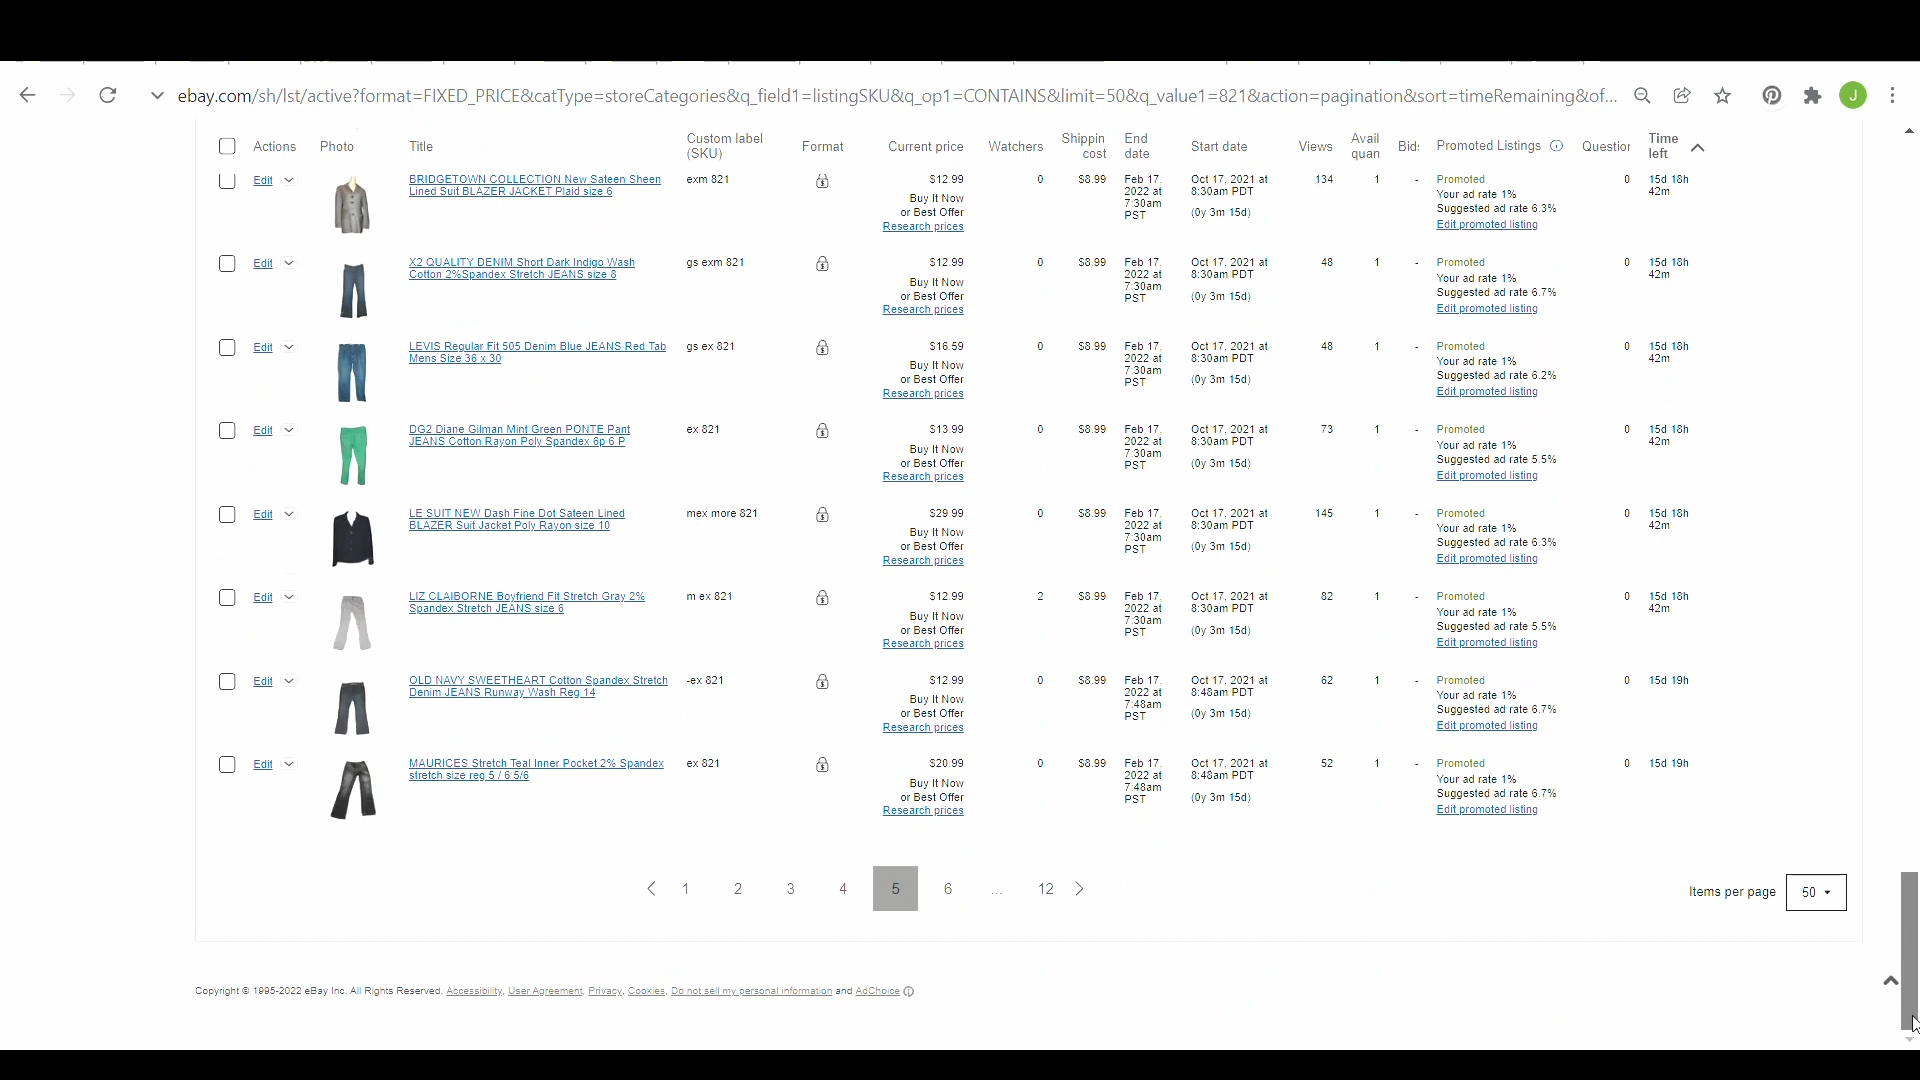 ebay.com/sh/lst/active?format=FIXED_PRICE&catType=storeCategories&q_field1=listingSKU&q_op1=CONTAINS&limit=50&q_value1=821&action=pagination&sort=timeRemaining&of... J
Actions Photo Title Custom label (SKU) Format Current price Watchers Shippin cost End date Start date Views Avail quan Bid: Promoted Listings Question Time left
Edit BRIDGETOWN COLLECTION New Sateen Sheen exm 821 $12.99 0 $8.99 Feb 17, Oct 17, 2021 at 134 1 - Promoted 0 15d 18h
Lined Suit BLAZER JACKET Plaid size 6 2022 at 8:30am PDT Your ad rate 1% 42m
Buy It Now 7:30am
or Best Offer PST (0y 3m 15d) Suggested ad rate 6.3%
Research prices Edit promoted listing
Edit X2 QUALITY DENIM Short Dark Indigo Wash gs exm 821 $12.99 0 $8.99 Feb 17, Oct 17, 2021 at 48 1 - Promoted 0 15d 18h
Cotton 2%Spandex Stretch JEANS size 8 2022 at 8:30am PDT Your ad rate 1% 42m
Buy It Now 7:30am
or Best Offer PST (0y 3m 15d) Suggested ad rate 6.7%
Research prices Edit promoted listing
Edit LEVIS Regular Fit 505 Denim Blue JEANS Red Tab gs ex 821 $16.59 0 $8.99 Feb 17, Oct 17, 2021 at 48 1 - Promoted 0 15d 18h
Mens Size 36 x 30 2022 at 8:30am PDT Your ad rate 1% 42m
Buy It Now 7:30am
or Best Offer PST (0y 3m 15d) Suggested ad rate 6.2%
Research prices Edit promoted listing
Edit DG2 Diane Gilman Mint Green PONTE Pant ex 821 $13.99 0 $8.99 Feb 17, Oct 17, 2021 at 73 1 - Promoted 0 15d 18h
JEANS Cotton Rayon Poly Spandex 6p 6 P 2022 at 8:30am PDT Your ad rate 1% 42m
Buy It Now 7:30am
or Best Offer PST (0y 3m 15d) Suggested ad rate 5.5%
Research prices Edit promoted listing
Edit LE SUIT NEW Dash Fine Dot Sateen Lined mex more 821 $29.99 0 $8.99 Feb 17, Oct 17, 2021 at 145 1 - Promoted 0 15d 18h
BLAZER Suit Jacket Poly Rayon size 10 2022 at 8:30am PDT Your ad rate 1% 42m
Buy It Now 7:30am
or Best Offer PST (0y 3m 15d) Suggested ad rate 6.3%
Research prices Edit promoted listing
Edit LIZ CLAIBORNE Boyfriend Fit Stretch Gray 2% m ex 821 $12.99 2 $8.99 Feb 17, Oct 17, 2021 at 82 1 - Promoted 0 15d 18h
Spandex Stretch JEANS size 6 2022 at 8:30am PDT Your ad rate 1% 42m
Buy It Now 7:30am
or Best Offer PST (0y 3m 15d) Suggested ad rate 5.5%
Research prices Edit promoted listing
Edit OLD NAVY SWEETHEART Cotton Spandex Stretch -ex 821 $12.99 0 $8.99 Feb 17, Oct 17, 2021 at 62 1 - Promoted 0 15d 19h
Denim JEANS Runway Wash Reg 14 2022 at 8:48am PDT Your ad rate 1%
Buy It Now 7:48am
or Best Offer PST (0y 3m 15d) Suggested ad rate 6.7%
Research prices Edit promoted listing
Edit MAURICES Stretch Teal Inner Pocket 2% Spandex ex 821 $20.99 0 $8.99 Feb 17, Oct 17, 2021 at 52 1 - Promoted 0 15d 19h
stretch size reg 5 / 6 5/6 2022 at 8:48am PDT Your ad rate 1%
Buy It Now 7:48am
or Best Offer PST (0y 3m 15d) Suggested ad rate 6.7%
Research prices Edit promoted listing
1 2 3 4 5 6 ... 12 Items per page 50
Copyright © 1995-2022 eBay Inc. All Rights Reserved. Accessibility, User Agreement, Privacy, Cookies, Do not sell my personal information and AdChoice